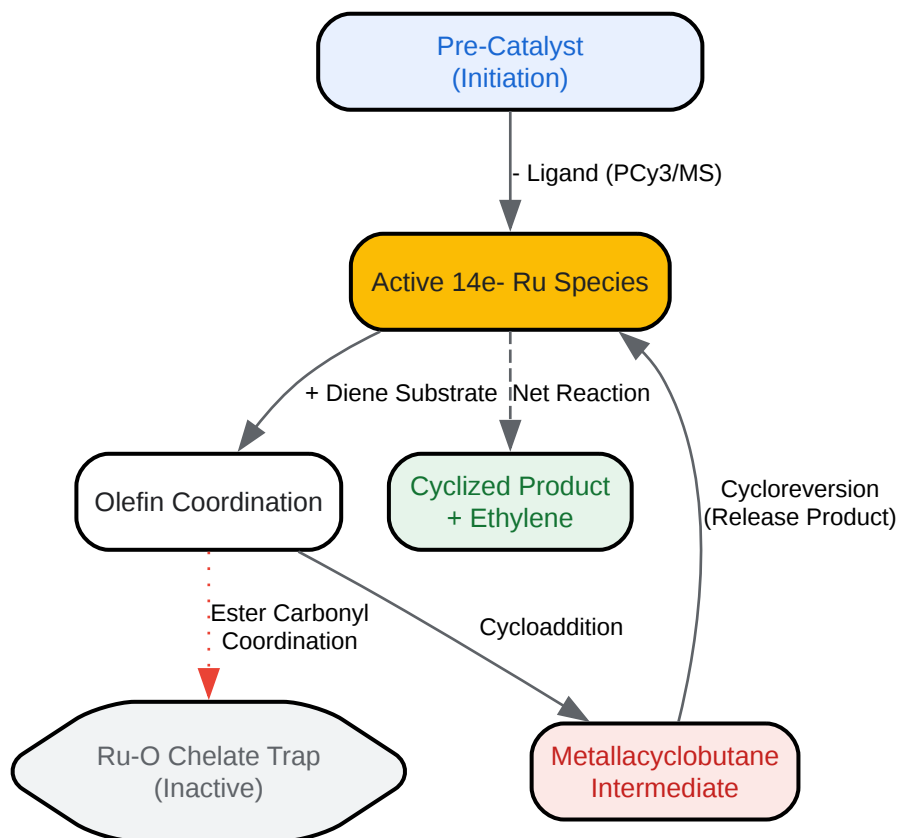 Pre-Catalyst
(Initiation)
- Ligand (PCy3/MS)
Active 14e- Ru Species
+ Diene Substrate
Net Reaction
Olefin Coordination
Cyclized Product
+ Ethylene
Cycloreversion
(Release Product)
Ester Carbonyl
Coordination
Cycloaddition
Ru-O Chelate Trap
(Inactive)
Metallacyclobutane
Intermediate